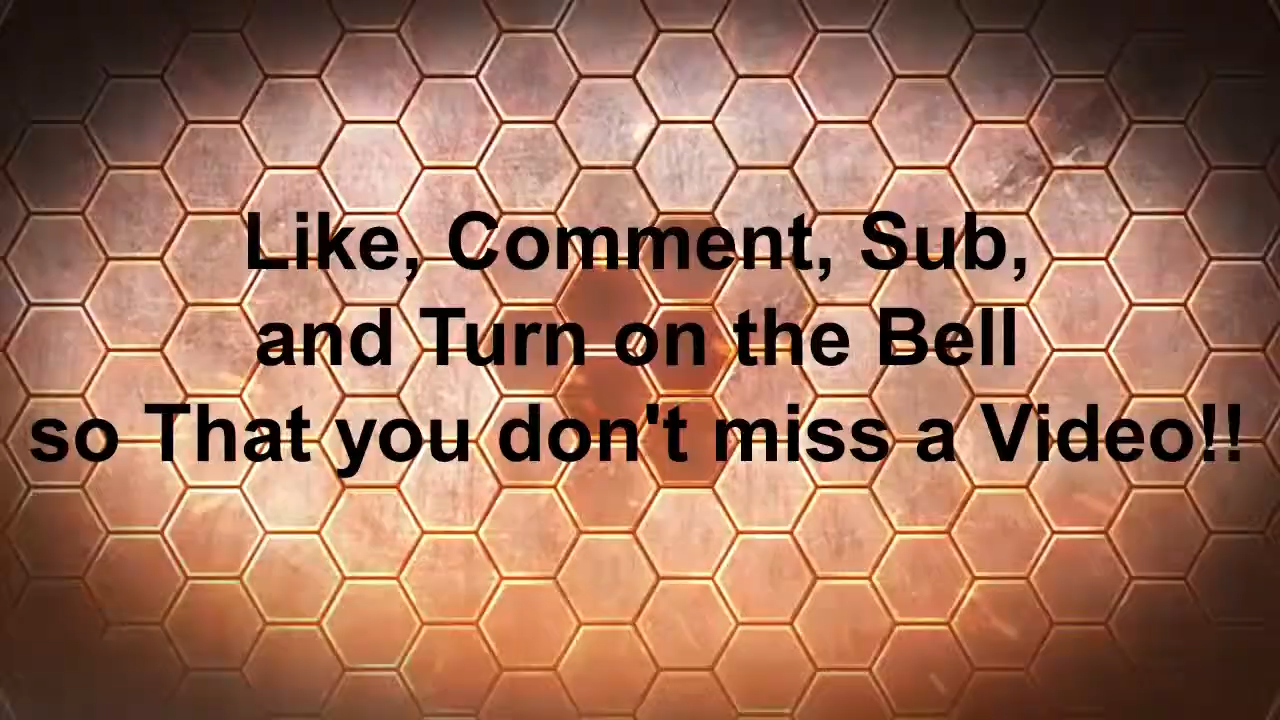 Like, Comment, Sub,
and Turn on the Bell
so That you don't miss a Video!!